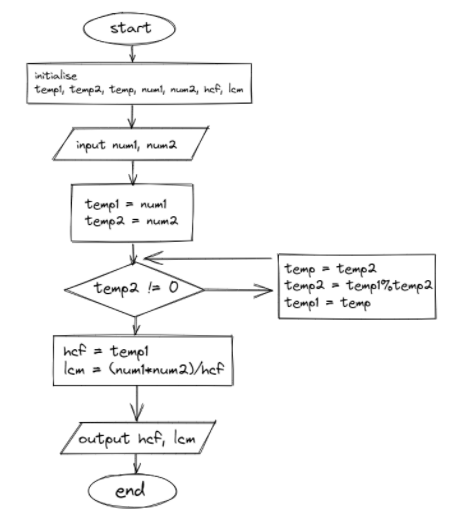 start
initialise
temp1, temp2, temp, num1, num2, hcf, lcm
input num1, num2
temp1 = num1
temp2 = num2
temp2 != 0
temp = temp2
temp2 = temp1%temp2
temp1 = temp
hcf = temp1
lcm = (num1*num2)/hcf
output hcf, lcm
end